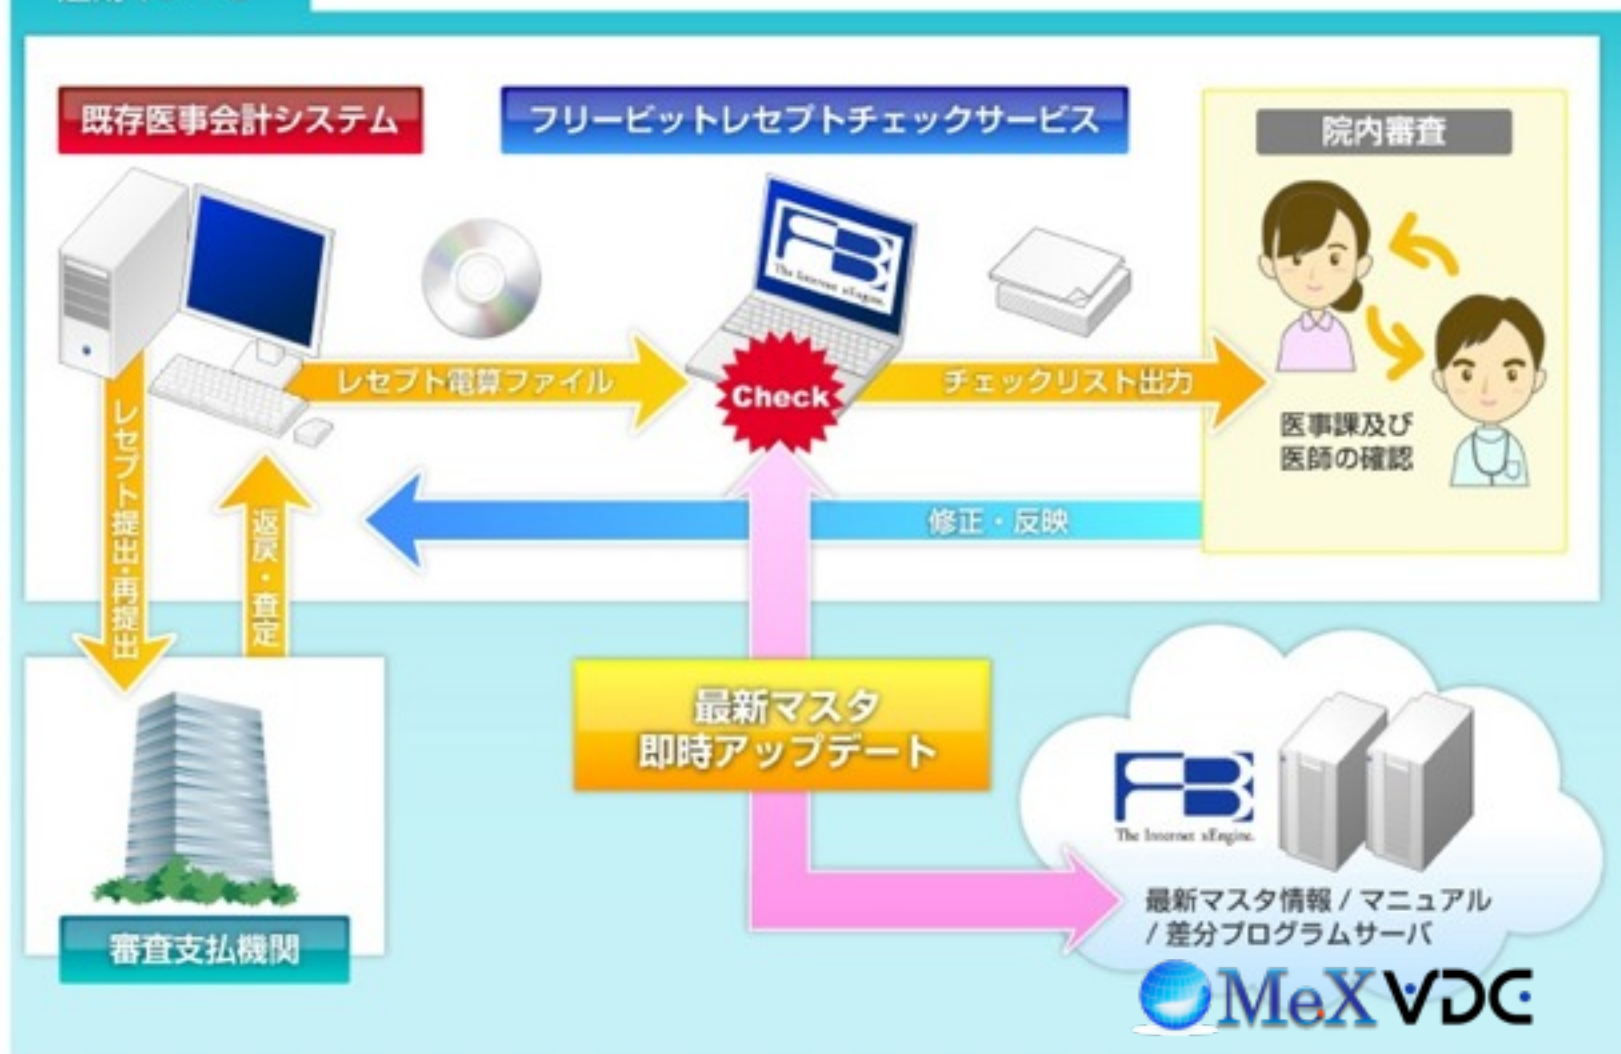 既存医事会計システム
フリービットレセプトチェックサービス
院内審査
The Internet xEngine.
レセプト電算ファイル
Check
チェックリスト出力
医事課及び
医師の確認
修正・反映
レセプト提出・再提出
返戻・査定
最新マスタ
即時アップデート
審査支払機関
FB
The Internet xEngine.
最新マスタ情報 / マニュアル
/ 差分プログラムサーバ
MeX VDC